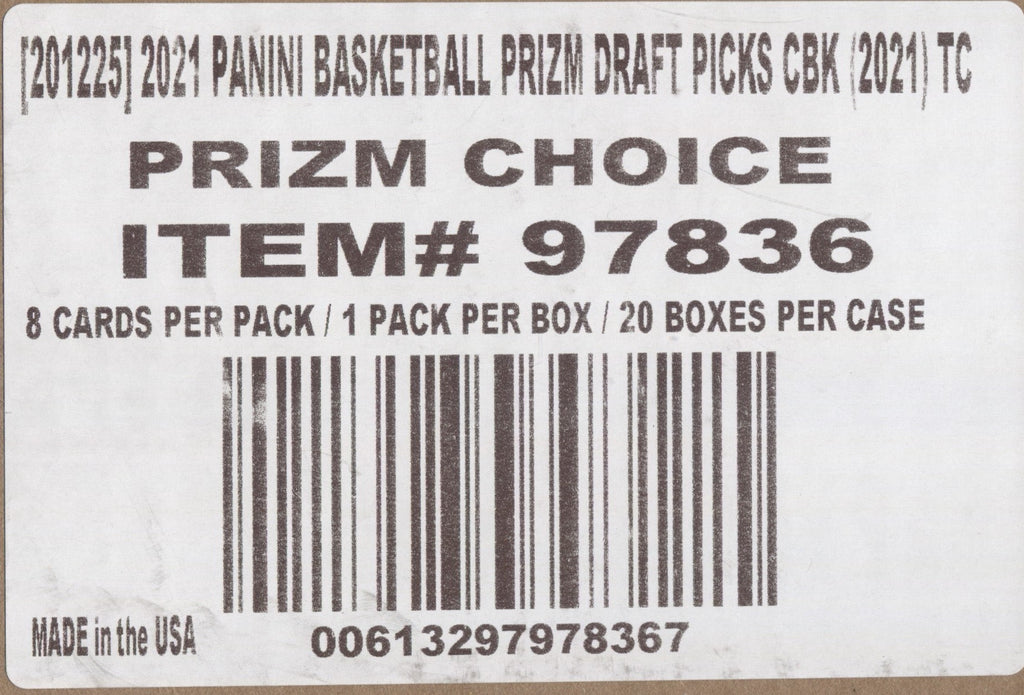 [201225] 2021 PANINI BASKETBALL PRIZM DRAFT PICKS CBK (2021) TC
PRIZM CHOICE
ITEM# 97836
8 CARDS PER PACK / 1 PACK PER BOX / 20 BOXES PER CASE
MADE in the USA
00613297978367